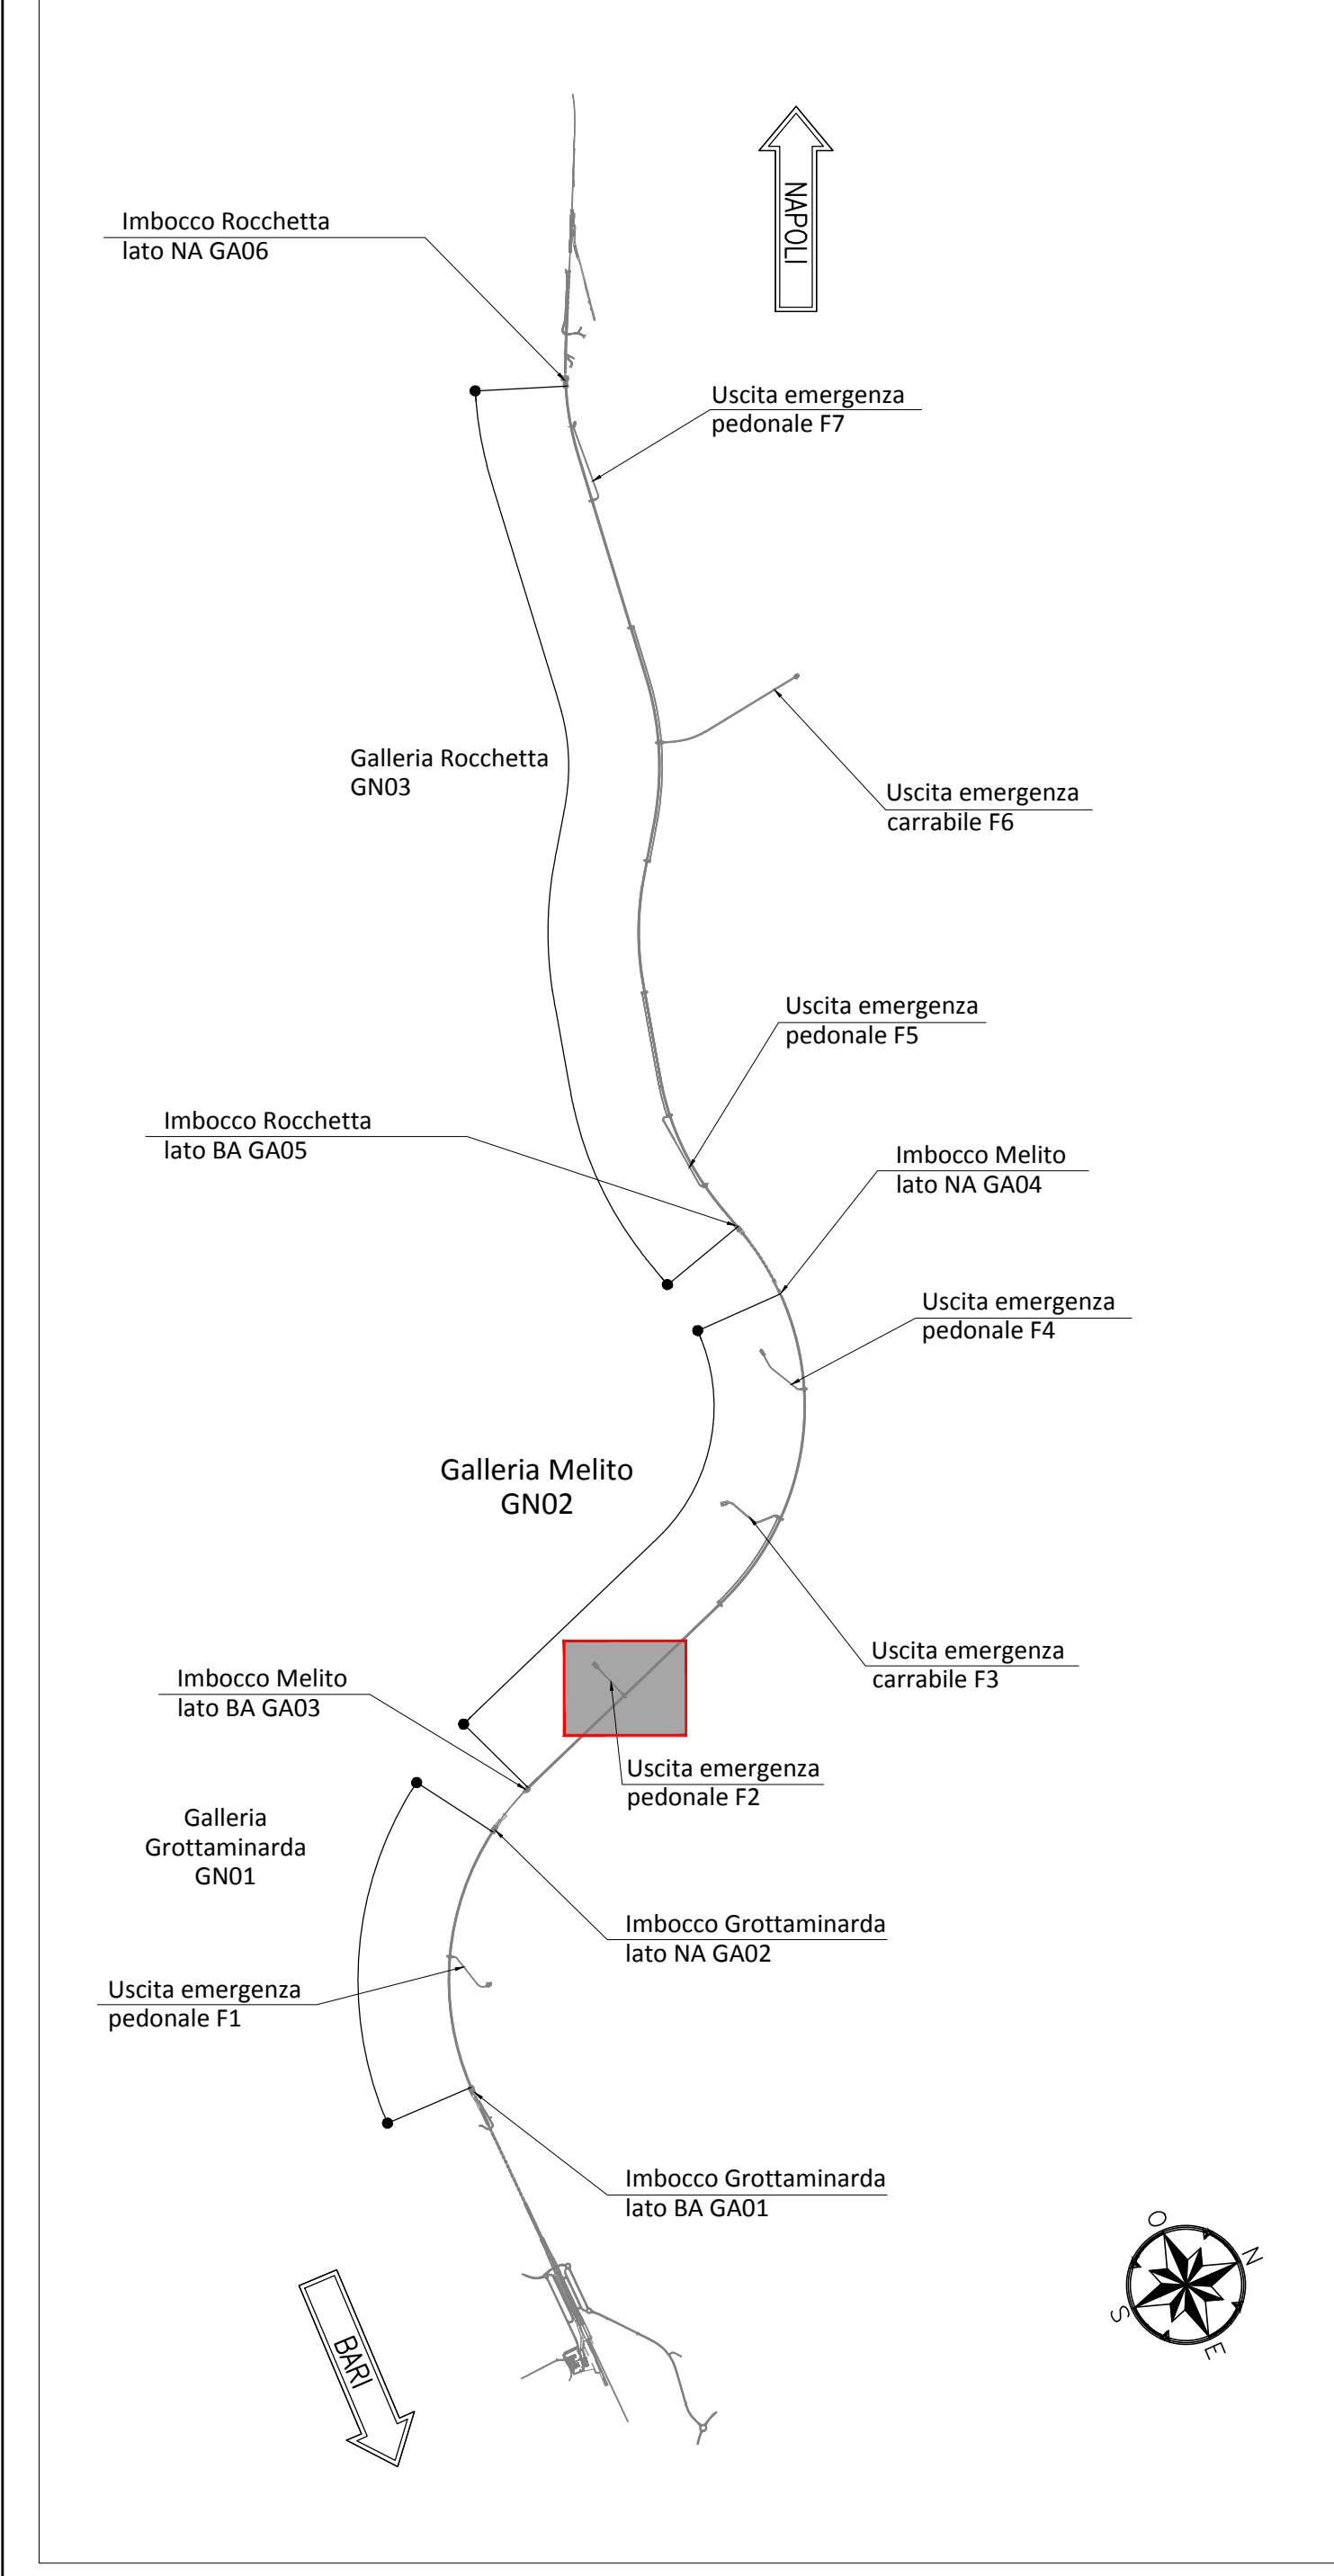 NAPOLI
Imbocco Rocchetta
lato NA GA06
Uscita emergenza
pedonale F7
Galleria Rocchetta
GN03
Uscita emergenza
carrabile F6
Uscita emergenza
pedonale F5
Imbocco Rocchetta
lato BA GA05
Imbocco Melito
lato NA GA04
Uscita emergenza
pedonale F4
Galleria Melito
GN02
Uscita emergenza
carrabile F3
Imbocco Melito
lato BA GA03
Uscita emergenza
pedonale F2
Galleria
Grottaminarda
GN01
Imbocco Grottaminarda
lato NA GA02
Uscita emergenza
pedonale F1
Imbocco Grottaminarda
lato BA GA01
O
N
S
E
BARI